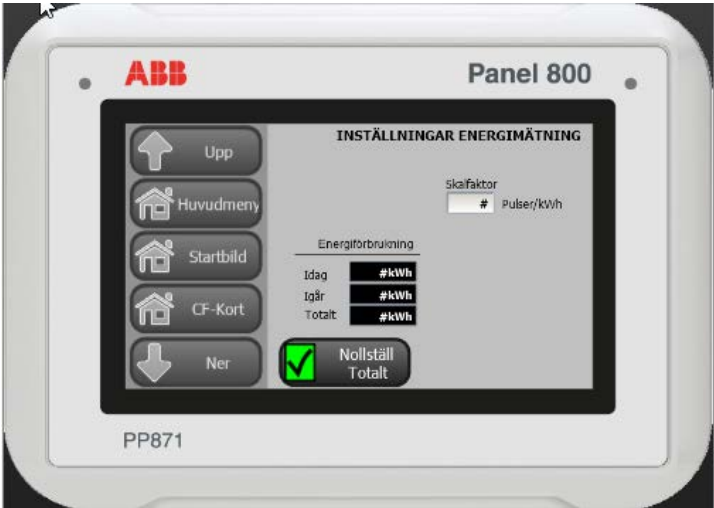 ABB
Panel 800
INSTÄLLNINGAR ENERGIMÄTNING
Upp
Huvudmeny
Startbild
CF-Kort
Ner
Skalfaktor
# Pulser/kWh
Energiförbrukning
Idag #kWh
Igår #kWh
Totalt #kWh
Nollställ
Totalt
PP871